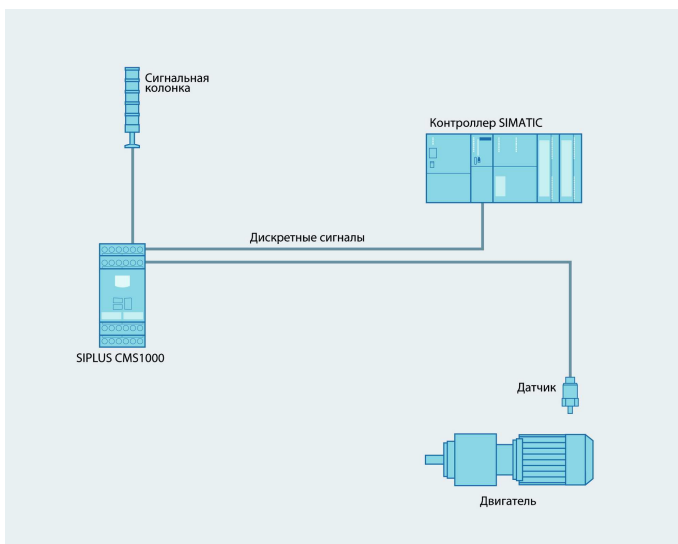 Сигнальная
колонка
Контроллер SIMATIC
Дискретные сигналы
SIPLUS CMS1000
Датчик
Двигатель